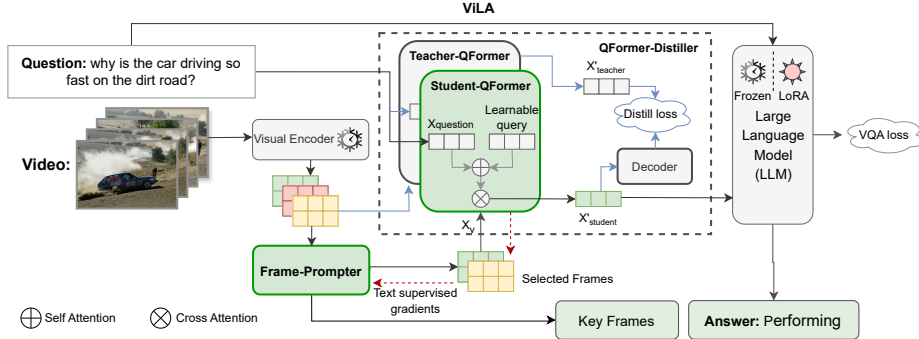 ViLA
Question: why is the car driving so
fast on the dirt road?
Video:
Visual Encoder
Teacher-QFormer
Student-QFormer
Xquestion
Learnable
query
QFormer-Distiller
X'teacher
Distill loss
Decoder
X'student
Frozen
LoRA
Large
Language
Model
(LLM)
VQA loss
Xv
Frame-Prompter
Selected Frames
Text supervised
gradients
Self Attention
Cross Attention
Key Frames
Answer: Performing